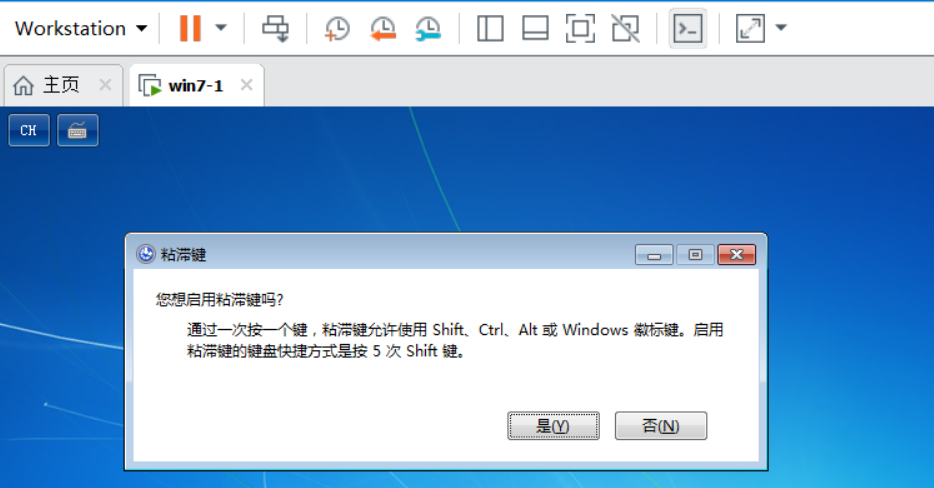 Workstation
主页
win7-1
CH
粘滞键
您想启用粘滞键吗?
通过一次按一个键，粘滞键允许使用 Shift、Ctrl、Alt 或 Windows 徽标键。启用
粘滞键的键盘快捷方式是按 5 次 Shift 键。
是(Y) 否(N)